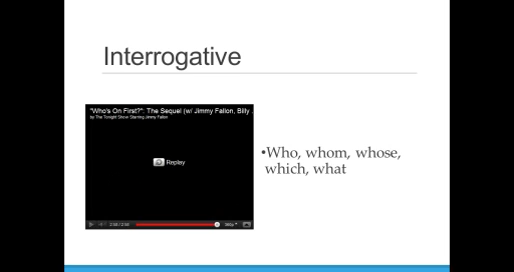 Interrogative
"Who's On First?": The Sequel (w/ Jimmy Fallon, Billy ...
by The Tonight Show Starring Jimmy Fallon
•Who, whom, whose,
which, what
Replay
360p